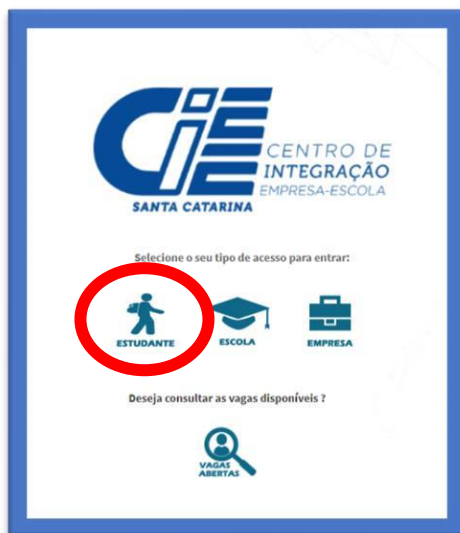 CIEE
CENTRO DE
INTEGRAÇÃO
EMPRESA-ESCOLA
SANTA CATARINA
Selecione o seu tipo de acesso para entrar:
ESTUDANTE ESCOLA EMPRESA
Deseja consultar as vagas disponíveis ?
VAGAS
ABERTAS